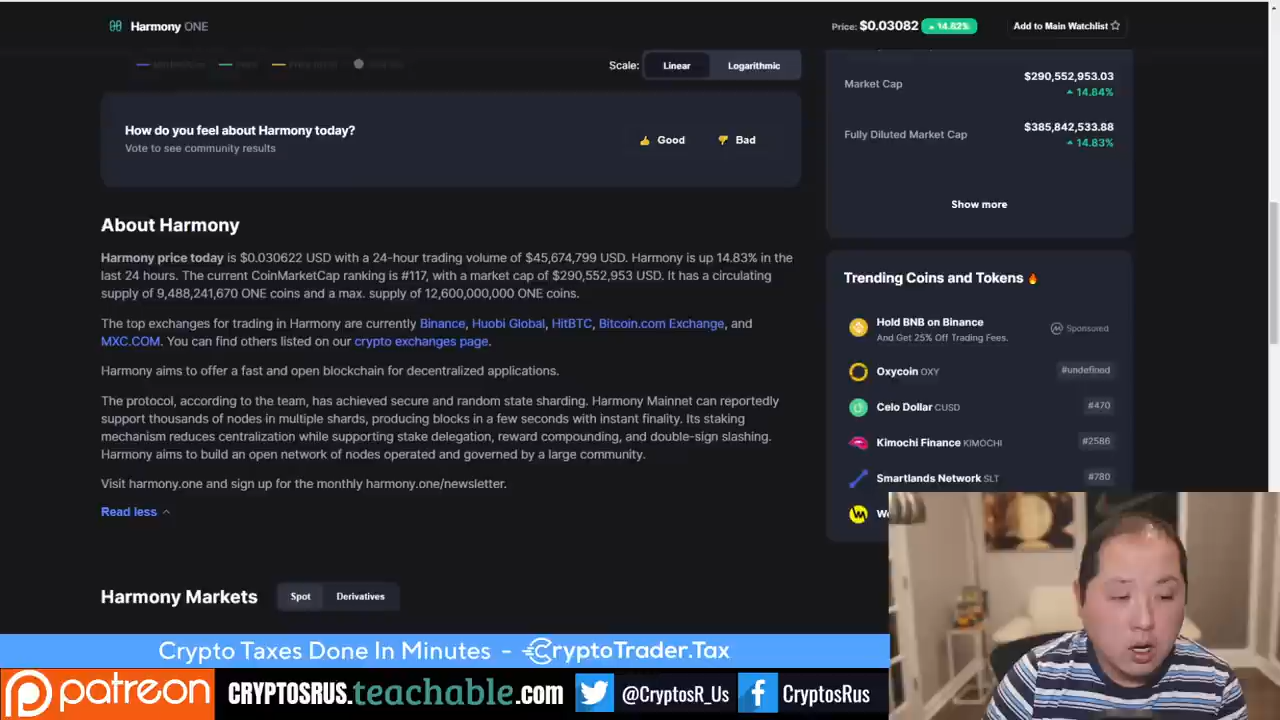 Harmony ONE
Price: $0.03082 14.82%
Add to Main Watchlist
Scale: Linear Logarithmic
Market Cap
$290,552,953.03
14.84%
Fully Diluted Market Cap
$385,842,533.88
14.83%
Show more
How do you feel about Harmony today?
Vote to see community results
Good
Bad
About Harmony
Harmony price today is $0.030622 USD with a 24-hour trading volume of $45,674,799 USD. Harmony is up 14.83% in the
last 24 hours. The current CoinMarketCap ranking is #117, with a market cap of $290,552,953 USD. It has a circulating
supply of 9,488,241,670 ONE coins and a max. supply of 12,600,000,000 ONE coins.
The top exchanges for trading in Harmony are currently Binance, Huobi Global, HitBTC, Bitcoin.com Exchange, and
MXC.COM. You can find others listed on our crypto exchanges page.
Harmony aims to offer a fast and open blockchain for decentralized applications.
The protocol, according to the team, has achieved secure and random state sharding. Harmony Mainnet can reportedly
support thousands of nodes in multiple shards, producing blocks in a few seconds with instant finality. Its staking
mechanism reduces centralization while supporting stake delegation, reward compounding, and double-sign slashing.
Harmony aims to build an open network of nodes operated and governed by a large community.
Visit harmony.one and sign up for the monthly harmony.one/newsletter.
Read less
Trending Coins and Tokens
Hold BNB on Binance
And Get 25% Off Trading Fees.
Sponsored
Oxycoin OXY #undefined
Celo Dollar CUSD #470
Kimochi Finance KIMOCHI #2586
Smartlands Network SLT #780
Harmony Markets
Spot Derivatives
Crypto Taxes Done In Minutes - CryptoTrader.Tax
patreon
CRYPTOSRUS.teachable.com
@CryptosR_Us
CryptosRus